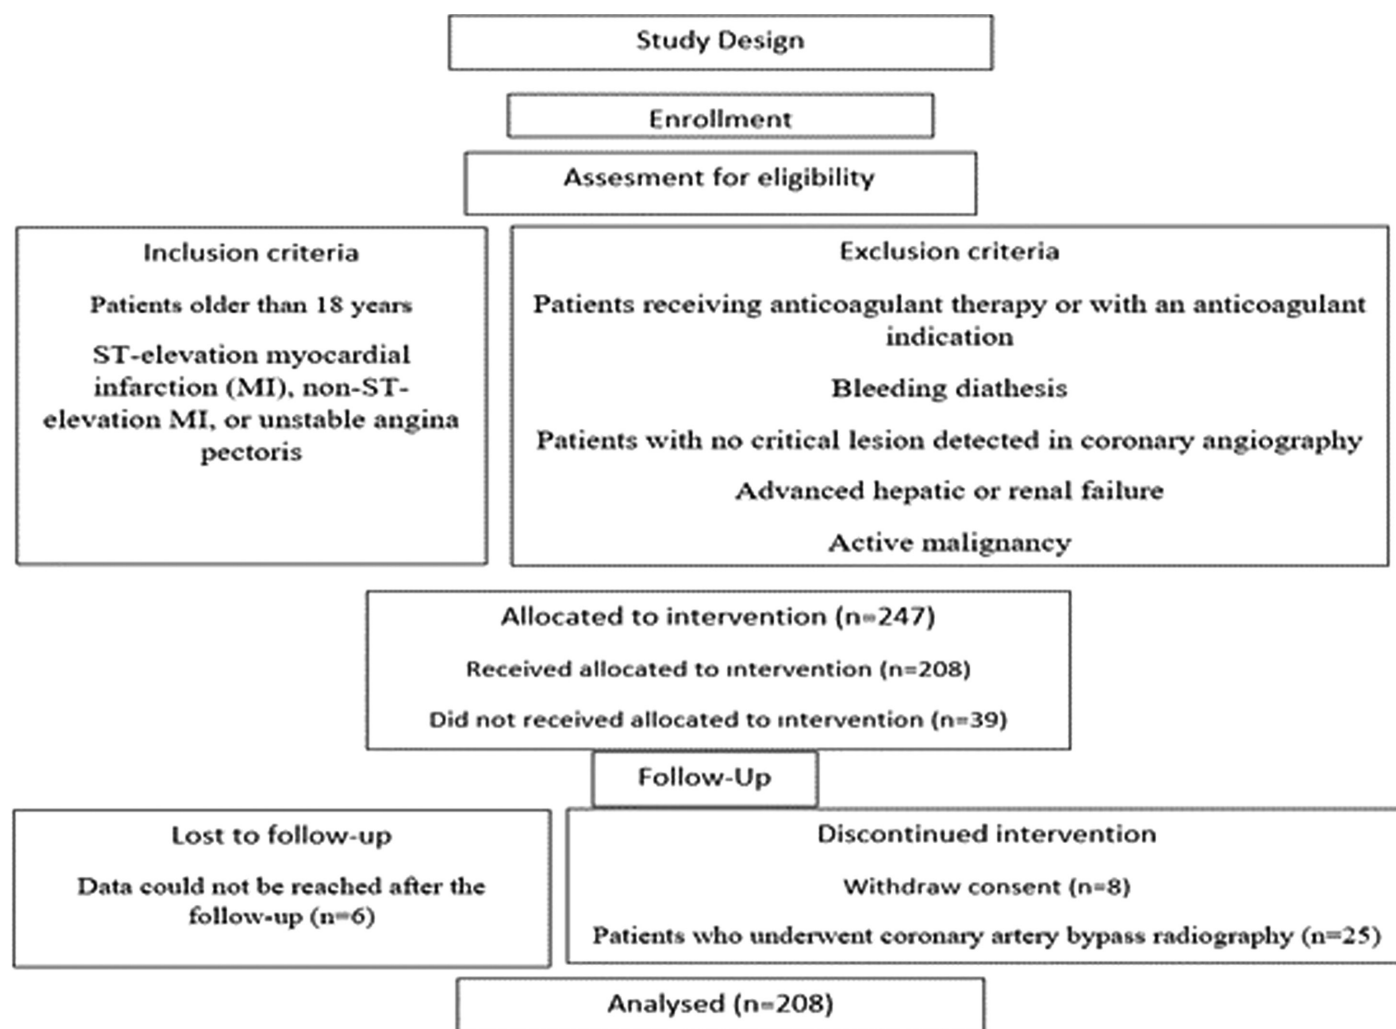 Study Design
Enrollment
Assesment for eligibility
Inclusion criteria
Patients older than 18 years
ST-elevation myocardial
infarction (MI), non-ST-
elevation MI, or unstable angina
pectoris
Exclusion criteria
Patients receiving anticoagulant therapy or with an anticoagulant
indication
Bleeding diathesis
Patients with no critical lesion detected in coronary angiography
Advanced hepatic or renal failure
Active malignancy
Allocated to intervention (n=247)
Received allocated to ıntervention (n=208)
Did not received allocated to ıntervention (n=39)
Follow-Up
Lost to follow-up
Data could not be reached after the
follow-up (n=6)
Discontinued intervention
Withdraw consent (n=8)
Patients who underwent coronary artery bypass radiography (n=25)
Analysed (n=208)